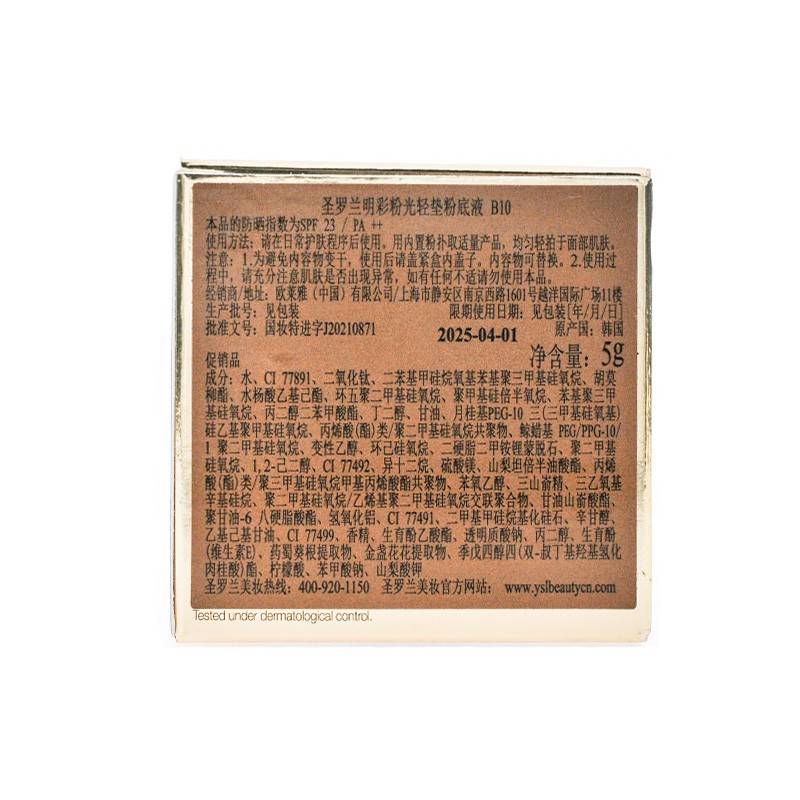 圣罗兰明彩粉光轻垫粉底液 B10
本品的防晒指数为SPF 23 / PA ++
使用方法：请在日常护肤程序后使用。用内置粉扑取适量产品，均匀轻拍于面部肌肤。
注意：1.为避免内容物变干，使用后请盖紧盒内盖子。内容物可替换。2.使用过
程中，请充分注意肌肤是否出现异常，如有任何不适请勿使用本品。
经销商/地址：欧莱雅（中国）有限公司/上海市静安区南京西路1601号越洋国际广场11楼
生产批号：见包装 限期使用日期：见包装[年/月/日]
批准文号：国妆特进字J20210871 2025-04-01 原产国：韩国
促销品 净含量：5g
成分：水、CI 77891、二氧化钛、二苯基甲硅烷氧基苯基聚三甲基硅氧烷、胡莫
柳酯、水杨酸乙基己酯、环五聚二甲基硅氧烷、聚甲基倍半氧烷、苯基聚三甲
基硅氧烷、丙二醇二苯甲酸酯、丁二醇、甘油、月桂基PEG-10 三(三甲基硅氧基)
硅乙基聚甲基硅氧烷、丙烯酸(酯)类/聚二甲基硅氧烷共聚物、鲸蜡基 PEG/PPG-10/
1 聚二甲基硅氧烷、变性乙醇、环己硅氧烷、二硬脂二甲铵锂蒙脱石、聚二甲基
硅氧烷、1,2-己二醇、CI 77492、异十二烷、硫酸镁、山梨坦倍半油酸酯、丙烯
酸(酯)类/聚三甲基硅氧烷甲基丙烯酸酯共聚物、苯氧乙醇、三山嵛精、三乙氧基
辛基硅烷、聚二甲基硅氧烷/乙烯基聚二甲基硅氧烷交联聚合物、甘油山嵛酸酯、
聚甘油-6 八硬脂酸酯、氢氧化铝、CI 77491、二甲基甲硅烷基化硅石、辛甘醇、
乙基己基甘油、CI 77499、香精、生育酚乙酸酯、透明质酸钠、丙二醇、生育酚
(维生素E)、药蜀葵根提取物、金盏花花提取物、季戊四醇四(双-叔丁基羟基氢化
肉桂酸)酯、柠檬酸、苯甲酸钠、山梨酸钾
圣罗兰美妆热线：400-920-1150 圣罗兰美妆官方网站： www.yslbeautycn.com
Tested under dermatological control.